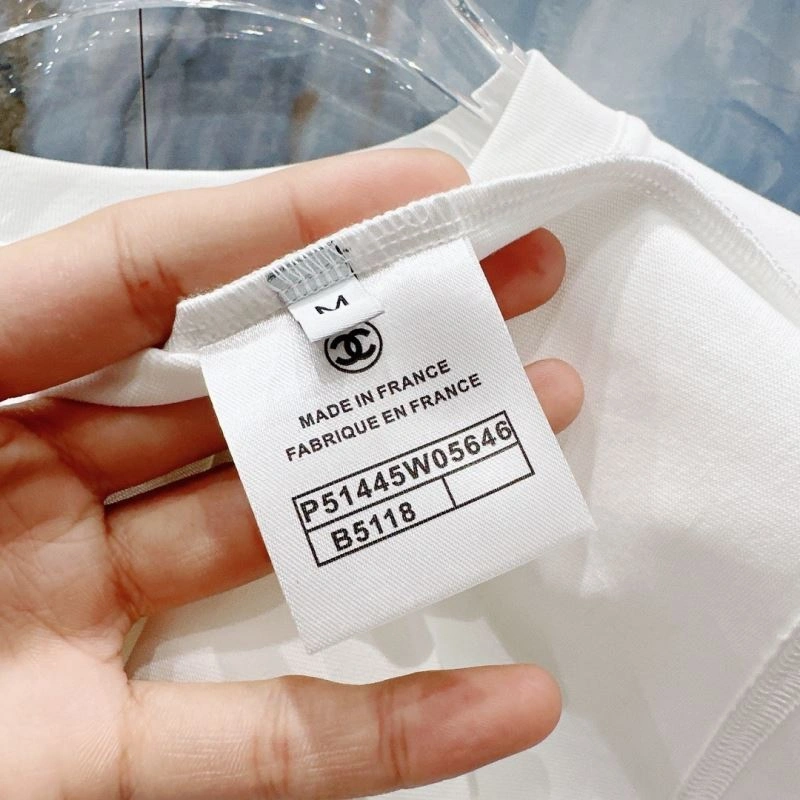 M
MADE IN FRANCE
FABRIQUE EN FRANCE
P51445W05646
B5118